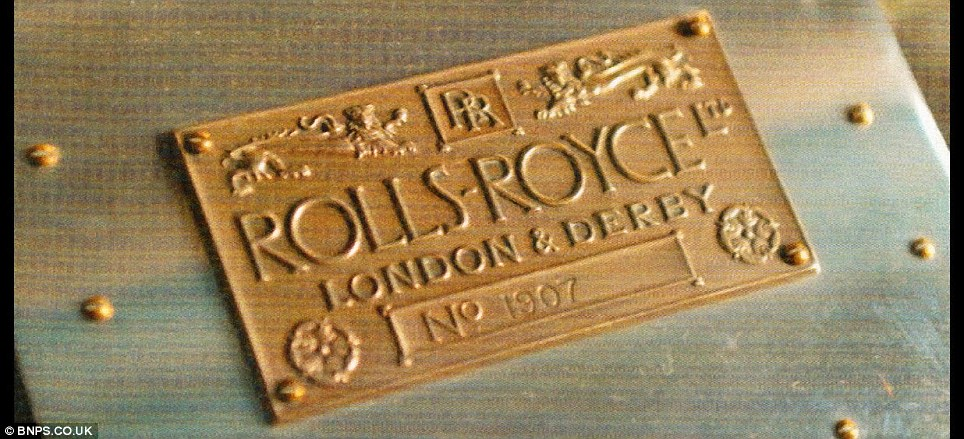 RR
ROLLS-ROYCE LTD
LONDON & DERBY
No 1907
© BNPS.CO.UK